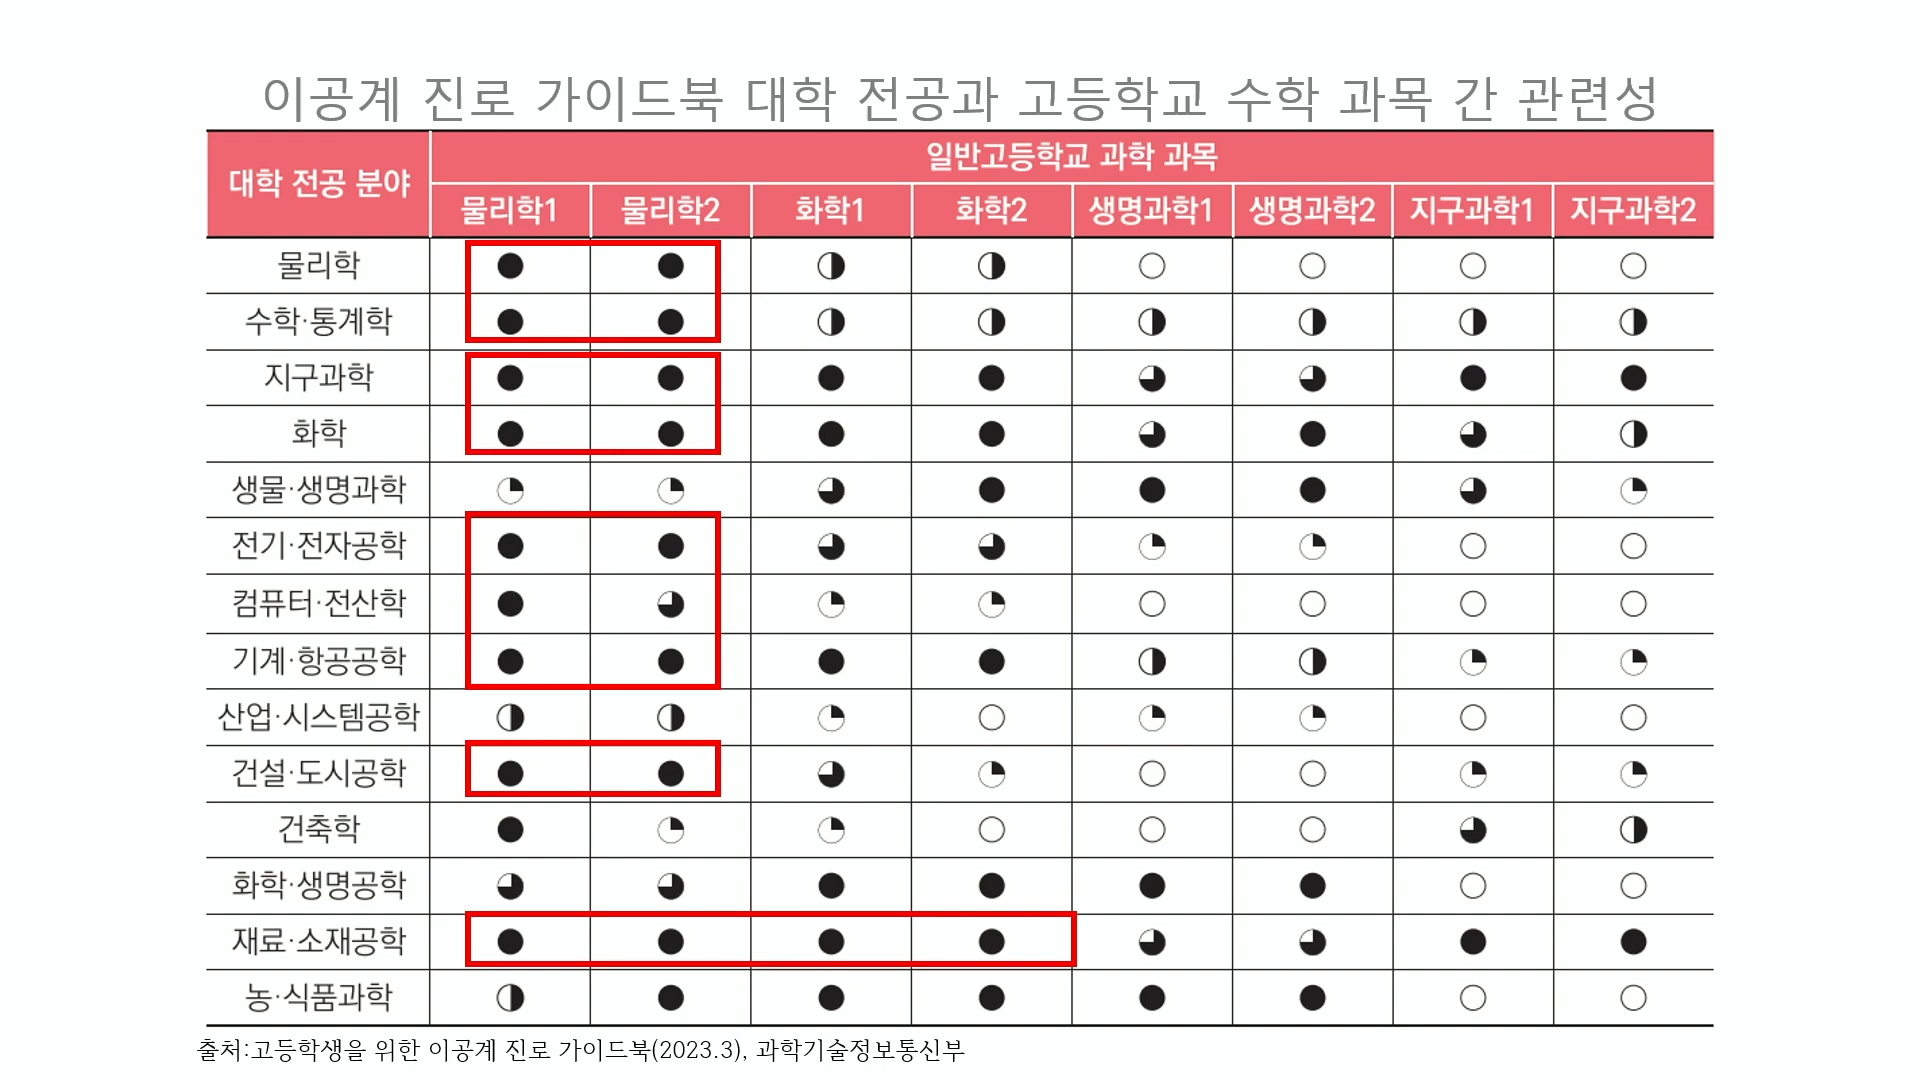 이공계 진로 가이드북 대학 전공과 고등학교 수학 과목 간 관련성
대학 전공 분야
일반고등학교 과학 과목
물리학1 물리학2 화학1 화학2 생명과학1 생명과학2 지구과학1 지구과학2
물리학
수학·통계학
지구과학
화학
생물·생명과학
전기·전자공학
컴퓨터·전산학
기계·항공공학
산업·시스템공학
건설·도시공학
건축학
화학·생명공학
재료·소재공학
농·식품과학
출처:고등학생을 위한 이공계 진로 가이드북(2023.3), 과학기술정보통신부